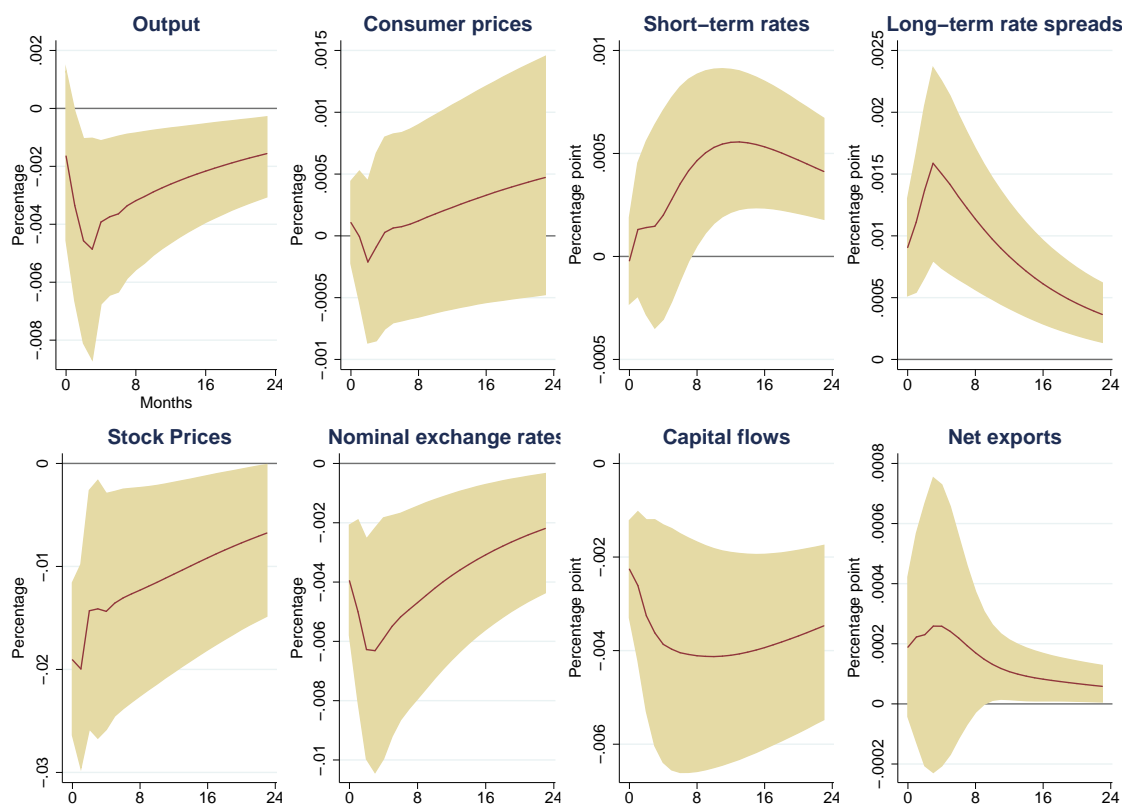 Output
Percentage
.002
0
-.002
-.004
-.006
-.008
0 8 16 24
Months
Consumer prices
Percentage
.0015
.001
.0005
0
-.0005
-.001
0 8 16 24
Short-term rates
Percentage point
.001
.0005
0
-.0005
0 8 16 24
Long-term rate spreads
Percentage point
.0025
.002
.0015
.001
.0005
0
0 8 16 24
Stock Prices
Percentage
0
-.01
-.02
-.03
0 8 16 24
Nominal exchange rates
Percentage
0
-.002
-.004
-.006
-.008
-.01
0 8 16 24
Capital flows
Percentage point
0
-.002
-.004
-.006
0 8 16 24
Net exports
Percentage point
.0008
.0006
.0004
.0002
0
-.0002
0 8 16 24